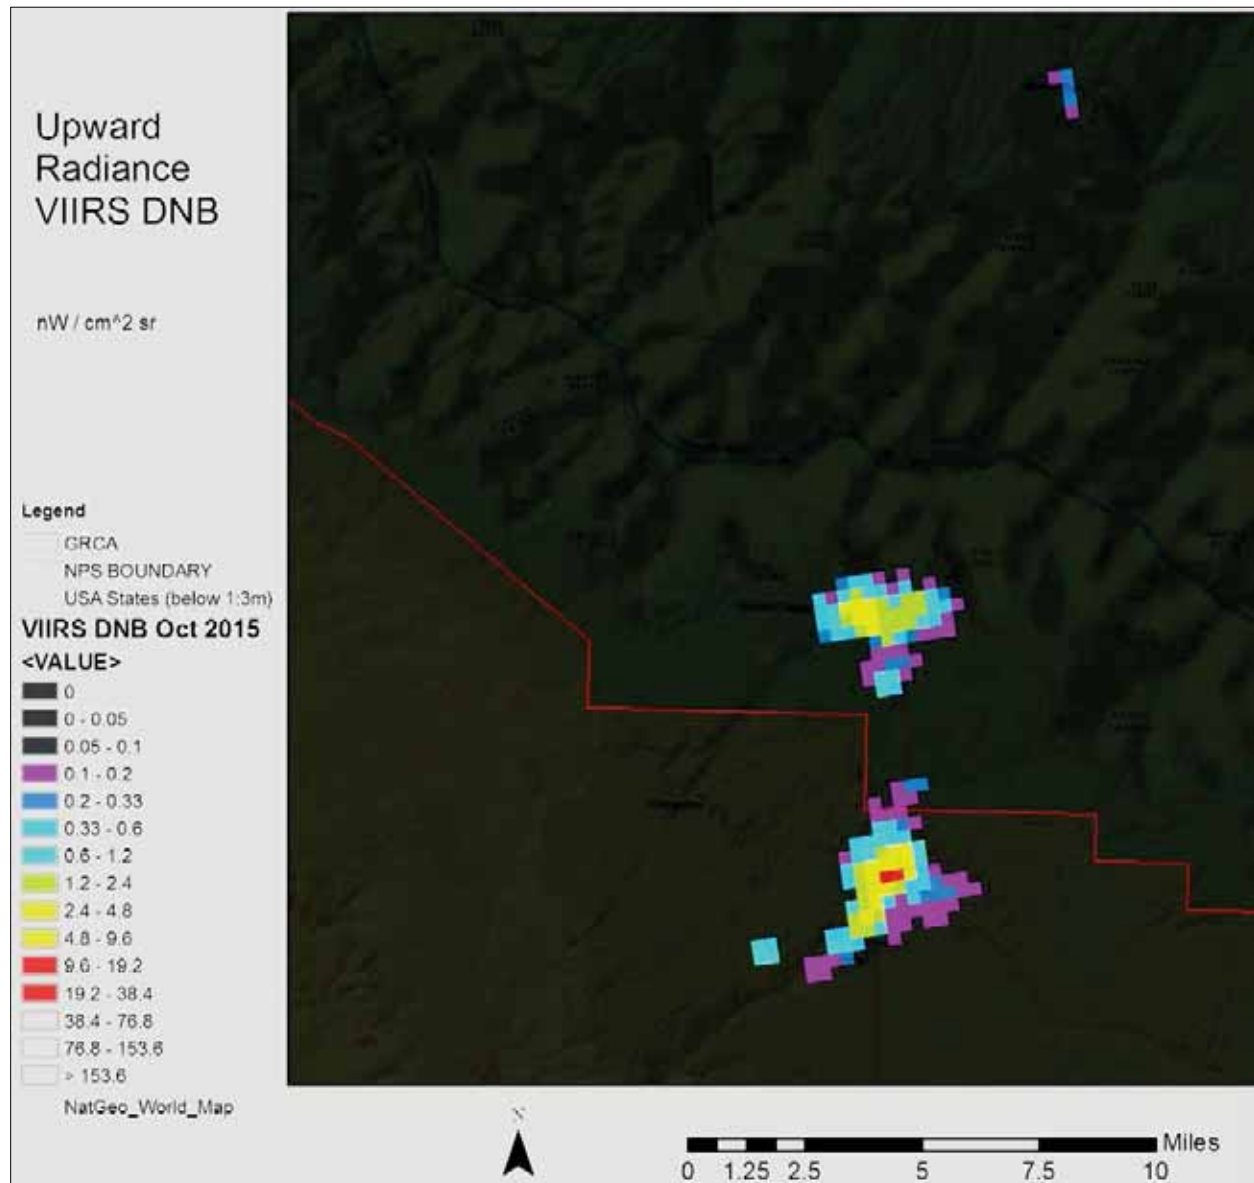 Upward
Radiance
VIIRS DNB
nW / cm^2 sr
Legend
GRCA
NPS BOUNDARY
USA States (below 1:3m)
VIIRS DNB Oct 2015
<VALUE>
0
0 - 0.05
0.05 - 0.1
0.1 - 0.2
0.2 - 0.33
0.33 - 0.6
0.6 - 1.2
1.2 - 2.4
2.4 - 4.8
4.8 - 9.6
9.6 - 19.2
19.2 - 38.4
38.4 - 76.8
76.8 - 153.6
> 153.6
NatGeo_World_Map
N
Miles
0 1.25 2.5 5 7.5 10